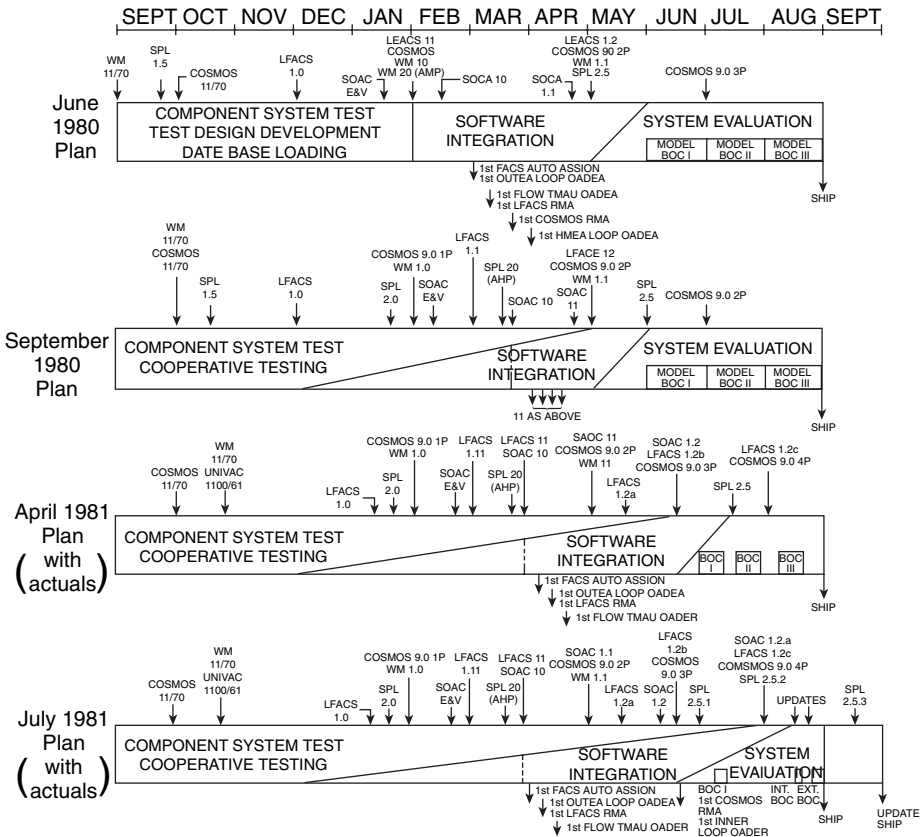 SEPT OCT NOV DEC JAN FEB MAR APR MAY JUN JUL AUG SEPT
June
1980
Plan
WM
11/70
SPL
1.5
COSMOS
11/70
LFACS
1.0
SOAC
E&V
LEACS 11
COSMOS
WM 10
WM 20 (AMP)
SOCA 10
SOCA
1.1
LEACS 1.2
COSMOS 90 2P
WM 1.1
SPL 2.5
COSMOS 9.0 3P
COMPONENT SYSTEM TEST
TEST DESIGN DEVELOPMENT
DATE BASE LOADING
SOFTWARE
INTEGRATION
SYSTEM EVALUATION
MODEL
BOC I
MODEL
BOC II
MODEL
BOC III
1st FACS AUTO ASSION
1st OUTEA LOOP OADEA
1st FLOW TMAU OADEA
1st LFACS RMA
1st COSMOS RMA
1st HMEA LOOP OADEA
SHIP
September
1980
Plan
WM
11/70
COSMOS
11/70
SPL
1.5
LFACS
1.0
SPL
2.0
COSMOS 9.0 1P
WM 1.0
SOAC
E&V
LFACS
1.1
SPL 20
(AHP)
SOAC 10
SOAC
11
LFACE 12
COSMOS 9.0 2P
WM 1.1
SPL
2.5
COSMOS 9.0 2P
COMPONENT SYSTEM TEST
COOPERATIVE TESTING
SOFTWARE
INTEGRATION
SYSTEM EVALUATION
MODEL
BOC I
MODEL
BOC II
MODEL
BOC III
11 AS ABOVE
SHIP
April 1981
Plan
(with
actuals)
COSMOS
11/70
WM
11/70
UNIVAC
1100/61
LFACS
1.0
SPL
2.0
COSMOS 9.0 1P
WM 1.0
SOAC
E&V
LFACS
1.11
SPL 20
(AHP)
LFACS 11
SOAC 10
SAOC 11
COSMOS 9.0 2P
WM 11
LFACS
1.2a
SOAC 1.2
LFACS 1.2b
COSMOS 9.0 3P
SPL 2.5
LFACS 1.2c
COSMOS 9.0 4P
COMPONENT SYSTEM TEST
COOPERATIVE TESTING
SOFTWARE
INTEGRATION
BOC
I
BOC
II
BOC
III
1st FACS AUTO ASSION
1st OUTEA LOOP OADEA
1st LFACS RMA
1st FLOW TMAU OADER
SHIP
July 1981
Plan
(with
actuals)
COSMOS
11/70
WM
11/70
UNIVAC
1100/61
LFACS
1.0
SPL
2.0
COSMOS 9.0 1P
WM 1.0
SOAC
E&V
LFACS
1.11
SPL 20
(AHP)
LFACS 11
SOAC 10
SOAC 1.1
COSMOS 9.0 2P
WM 1.1
LFACS
1.2a
SOAC
1.2
LFACS
1.2b
COSMOS
9.0 3P
SPL
2.5.1
SOAC 1.2.a
LFACS 1.2c
COMSMOS 9.0 4P
SPL 2.5.2
UPDATES
SPL
2.5.3
COMPONENT SYSTEM TEST
COOPERATIVE TESTING
SOFTWARE
INTEGRATION
SYSTEM
EVAIUATION
1st FACS AUTO ASSION
1st OUTEA LOOP OADEA
1st LFACS RMA
1st FLOW TMAU OADER
BOC I
1st COSMOS
RMA
1st INNER
LOOP OADER
INT.
BOC
EXT.
BOC
SHIP
UPDATE
SHIP